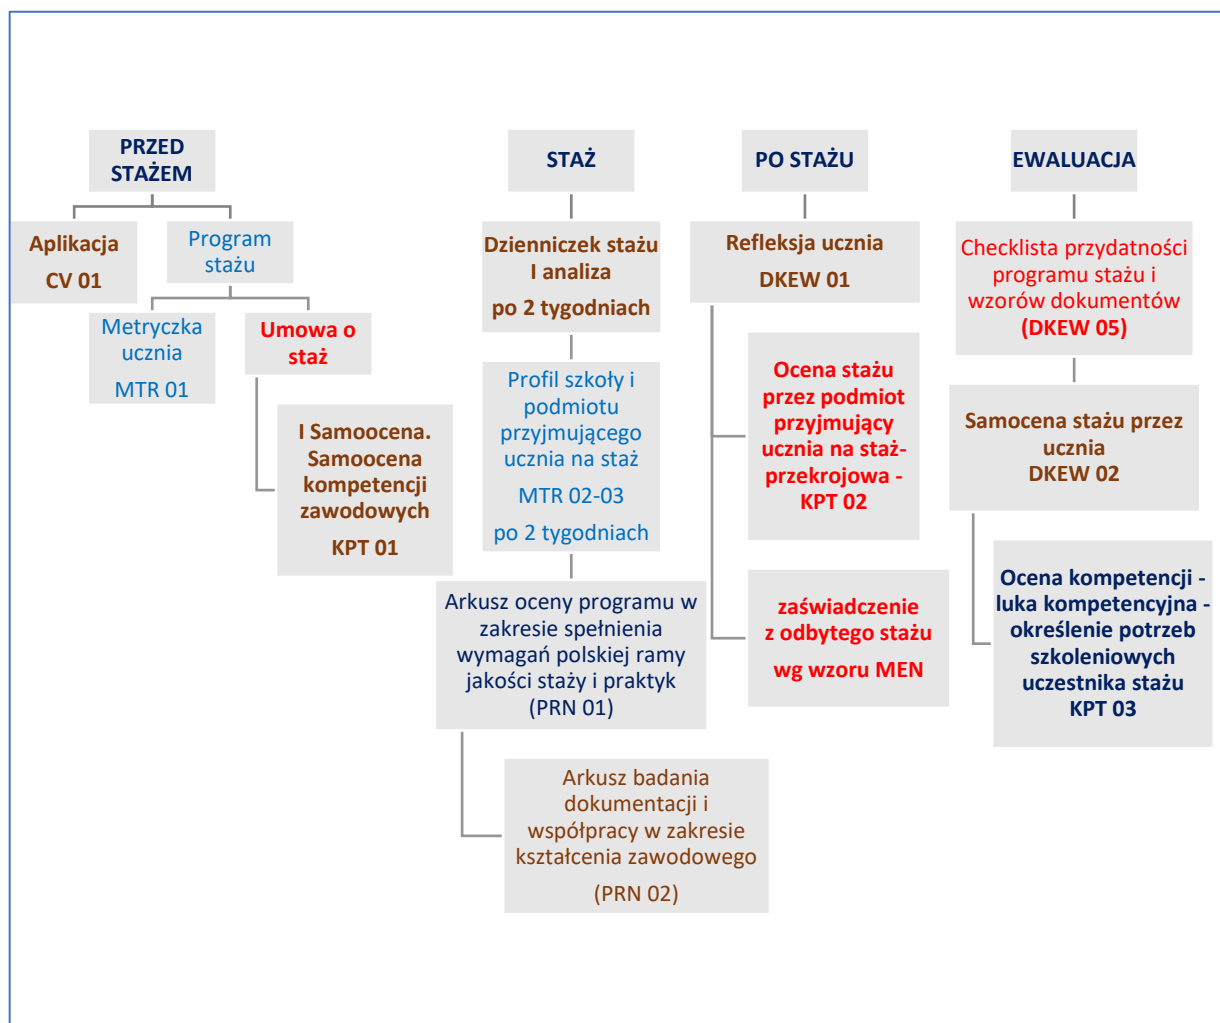 PRZED
STAŻEM
Aplikacja
CV 01
Program
stażu
Metryczka
ucznia
MTR 01
Umowa o
staż
I Samoocena.
Samoocena
kompetencji
zawodowych
KPT 01
STAŻ
Dzienniczek stażu
I analiza
po 2 tygodniach
Profil szkoły i
podmiotu
przyjmującego
ucznia na staż
MTR 02-03
po 2 tygodniach
Arkusz oceny programu w
zakresie spełnienia
wymagań polskiej ramy
jakości staży i praktyk
(PRN 01)
Arkusz badania
dokumentacji i
współpracy w zakresie
kształcenia zawodowego
(PRN 02)
PO STAŻU
Refleksja ucznia
DKEW 01
Ocena stażu
przez podmiot
przyjmujący
ucznia na staż-
przekrojowa -
KPT 02
zaświadczenie
z odbytego stażu
wg wzoru MEN
EWALUACJA
Checklista przydatności
programu stażu i
wzorów dokumentów
(DKEW 05)
Samocena stażu przez
ucznia
DKEW 02
Ocena kompetencji -
luka kompetencyjna -
określenie potrzeb
szkoleniowych
uczestnika stażu
KPT 03